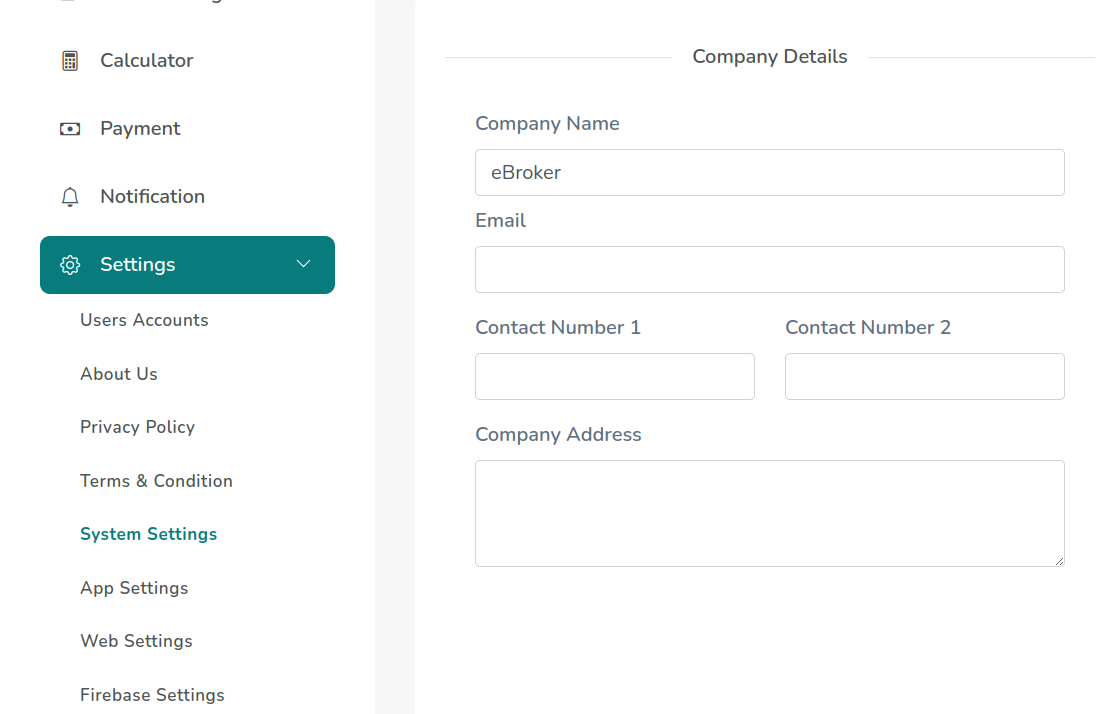 Calculator
Payment
Notification
Settings
Users Accounts
About Us
Privacy Policy
Terms & Condition
System Settings
App Settings
Web Settings
Firebase Settings
Company Details
Company Name
eBroker
Email
Contact Number 1
Contact Number 2
Company Address